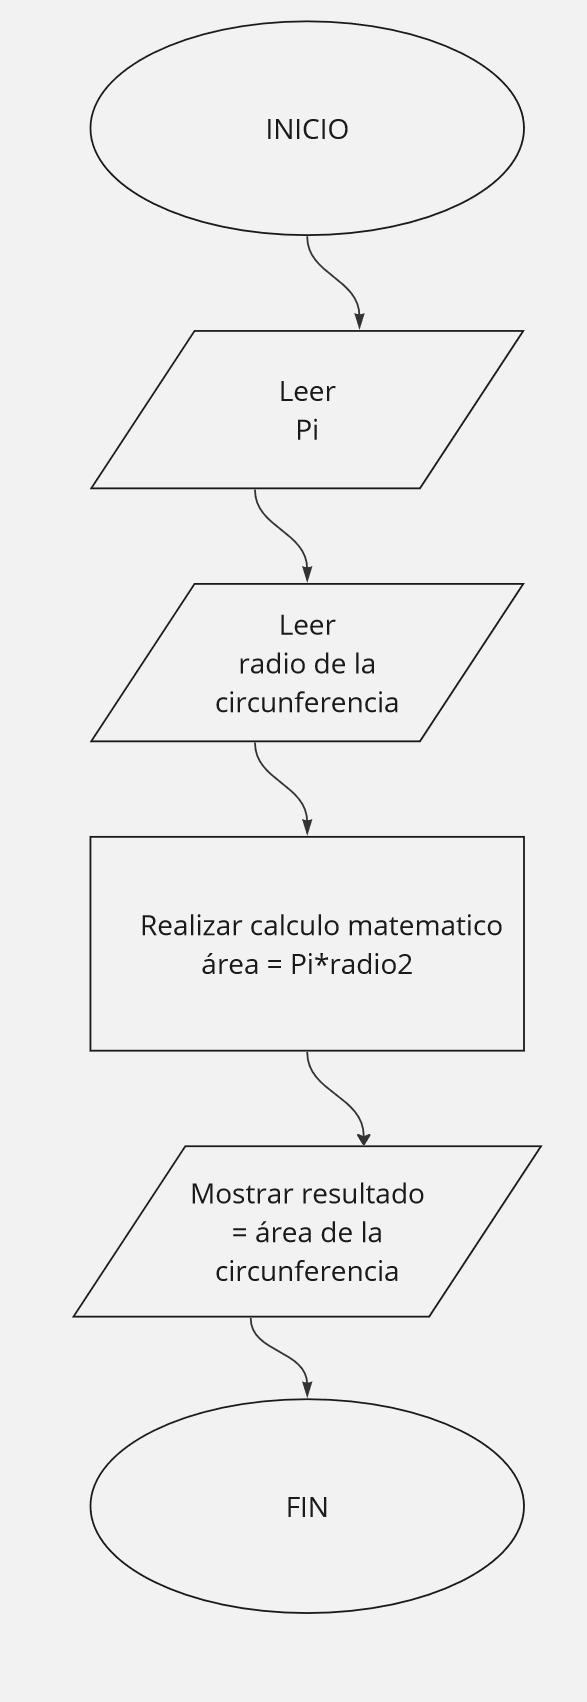 INICIO
Leer
Pi
Leer
radio de la
circunferencia
Realizar calculo matematico
área = Pi*radio2
Mostrar resultado
= área de la
circunferencia
FIN